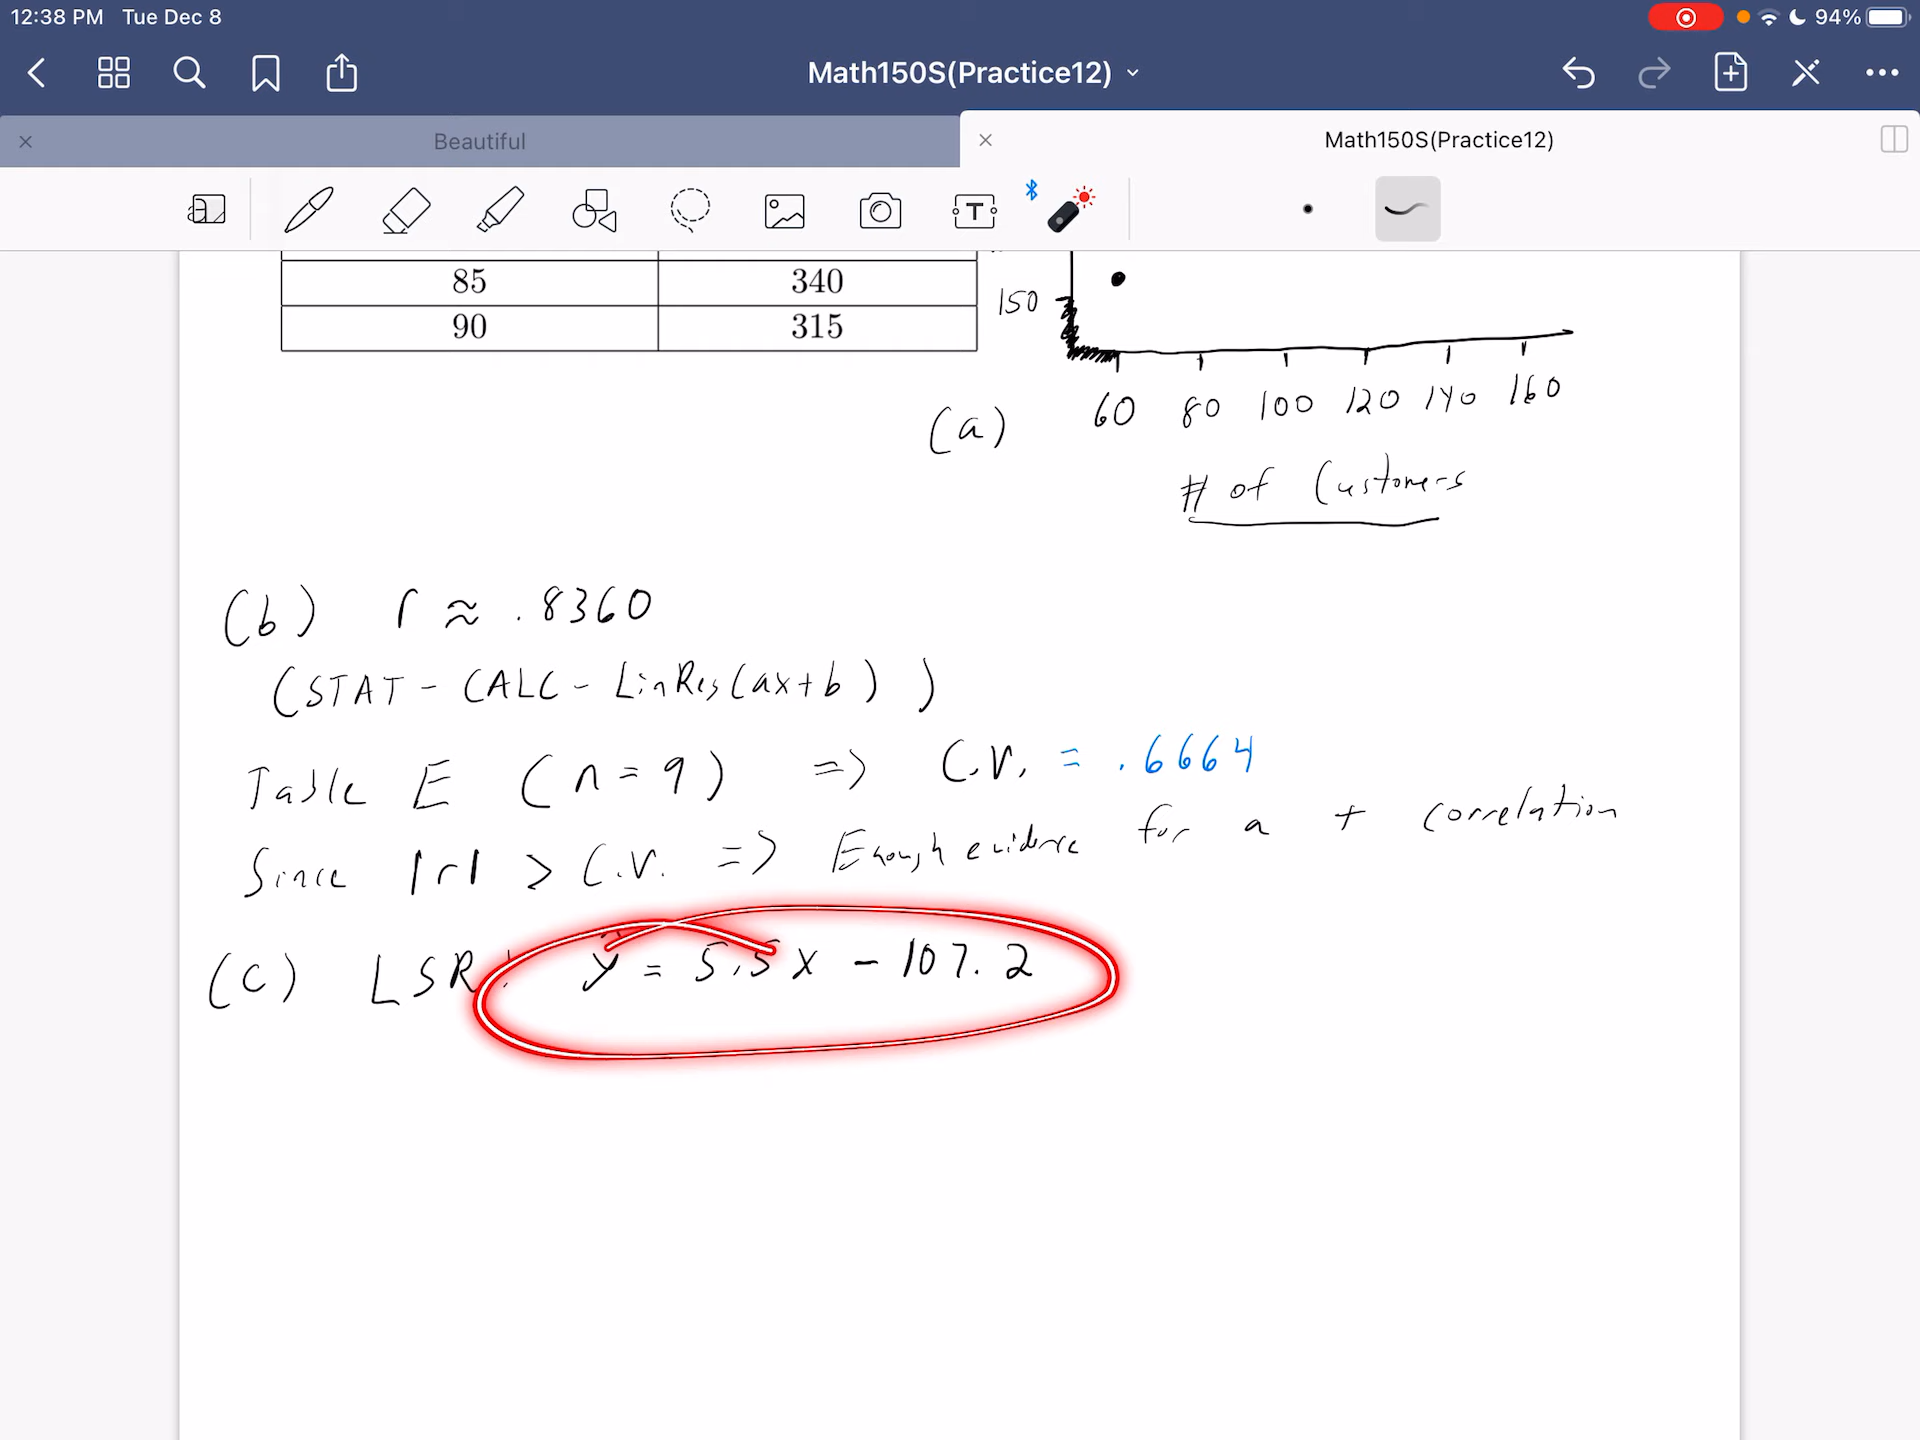 12:38 PM Tue Dec 8
94%
Math150S(Practice12)
Beautiful
Math150S(Practice12)
T
85 340
90 315
150
60 80 100 120 140 160
(a)
# of Customers
(b) r ≈ .8360
(STAT - CALC - LinReg(ax+b) )
Table E (n = 9) => C.V. = .6664
Since |r| > C.V. => Enough evidence for a + correlation
(c) LSR: ŷ = 5.5x - 107.2